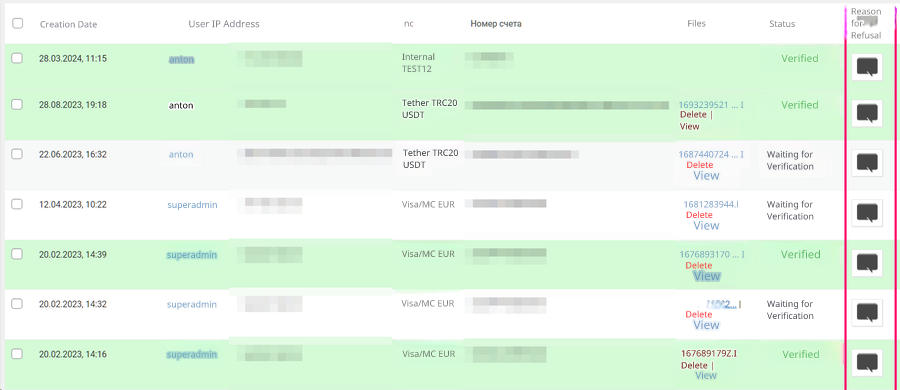 Creation Date User IP Address nc Номер счета Files Status Reason for Refusal
28.03.2024, 11:15 anton Internal TEST12 Verified
28.08.2023, 19:18 anton Tether TRC20 USDT 1693239521 ... I Delete | View Verified
22.06.2023, 16:32 anton Tether TRC20 USDT 1687440724 ... I Delete View Waiting for Verification
12.04.2023, 10:22 superadmin Visa/MC EUR 1681283944.I Delete View Waiting for Verification
20.02.2023, 14:39 superadmin Visa/MC EUR 1676893170 ... I Delete View Verified
20.02.2023, 14:32 superadmin Visa/MC EUR Delete View Waiting for Verification
20.02.2023, 14:16 superadmin Visa/MC EUR 167689179Z.I Delete | View Verified